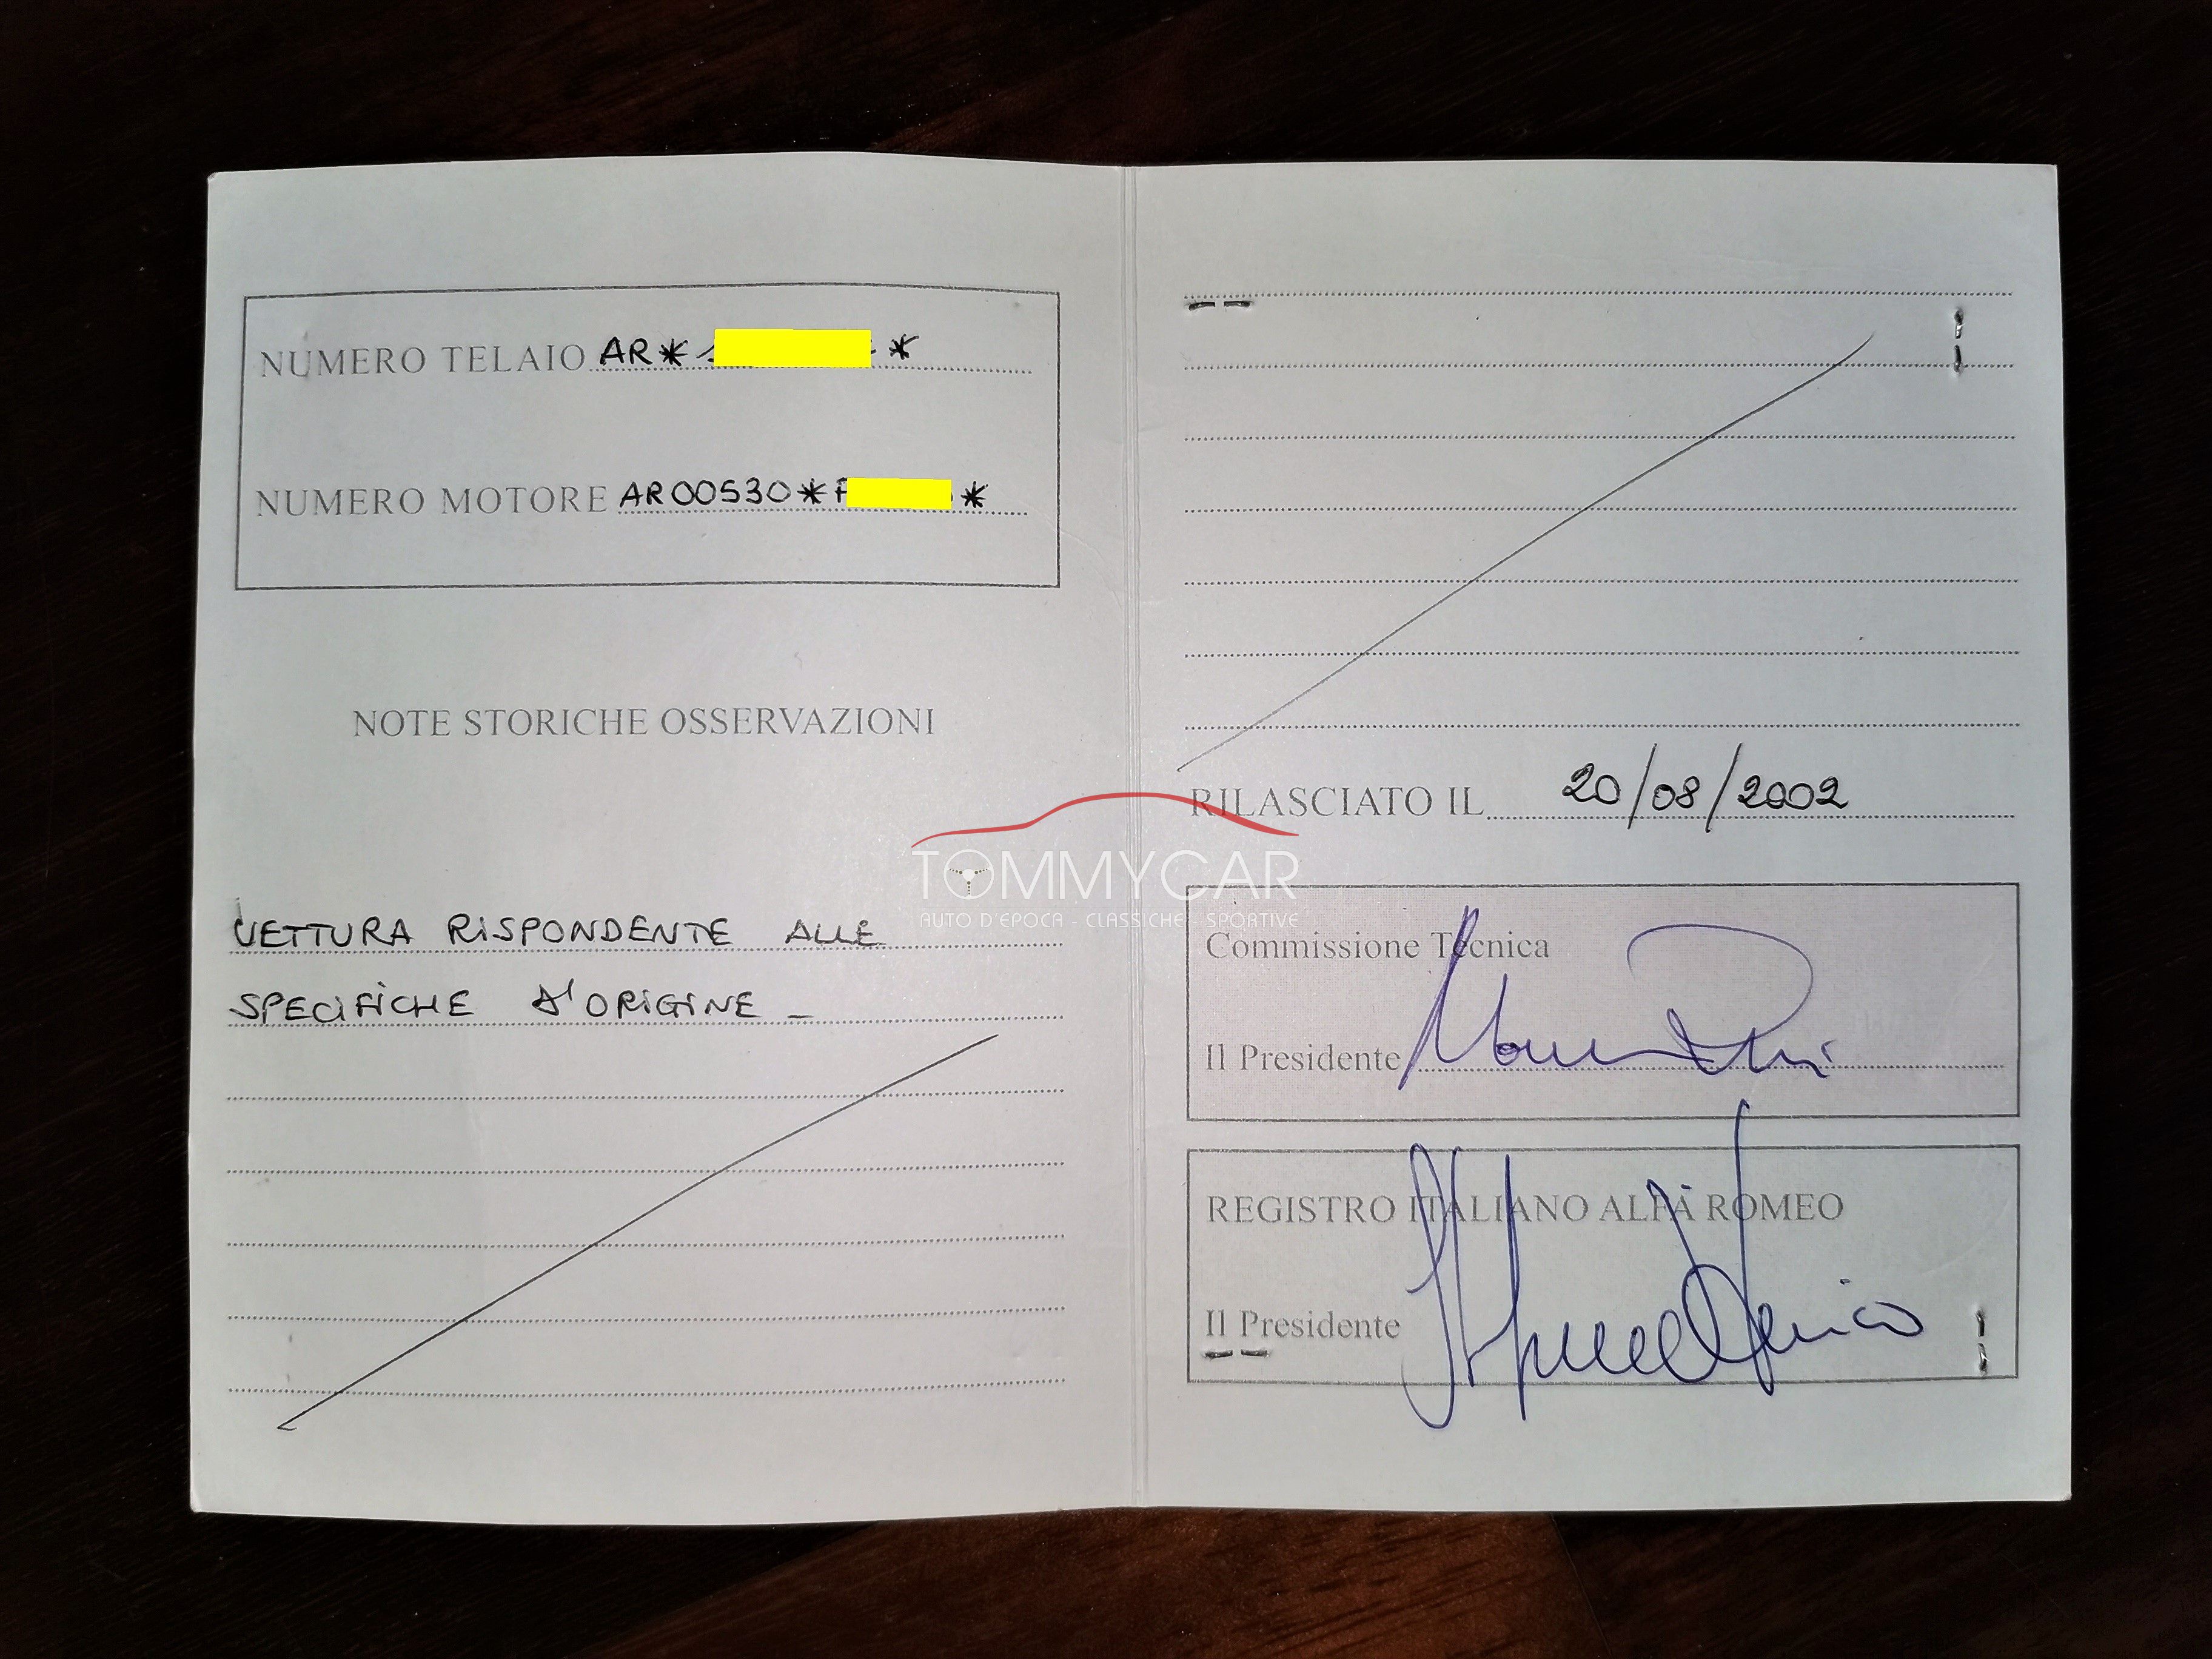 NUMERO TELAIO AR* *
NUMERO MOTORE AR00530* *
NOTE STORICHE OSSERVAZIONI
VETTURA RISPONDENTE ALLE
SPECIFICHE D'ORIGINE _
RILASCIATO IL 20/08/2002
TOMMYCAR
AUTO D'EPOCA - CLASSICHE - SPORTIVE
Commissione Tecnica
Il Presidente
REGISTRO ITALIANO ALFA ROMEO
Il Presidente